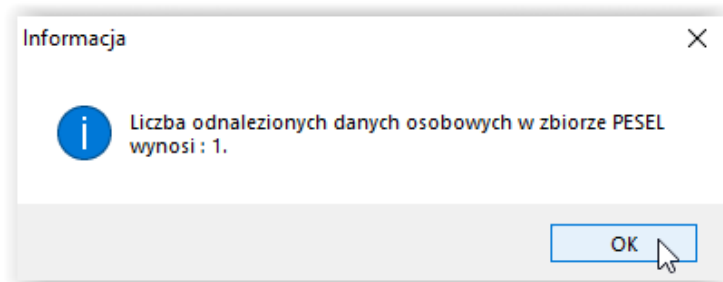 Informacja
Liczba odnalezionych danych osobowych w zbiorze PESEL
wynosi : 1.
OK